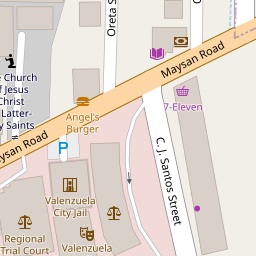 Oreta S
Maysan Road
e Church
of Jesus
Christ
Latter-
y Saints
Angel's
Burger
7-Eleven
aysan Road
P
C. J. Santos Street
Valenzuela
City Jail
Regional
Trial Court
Valenzuela